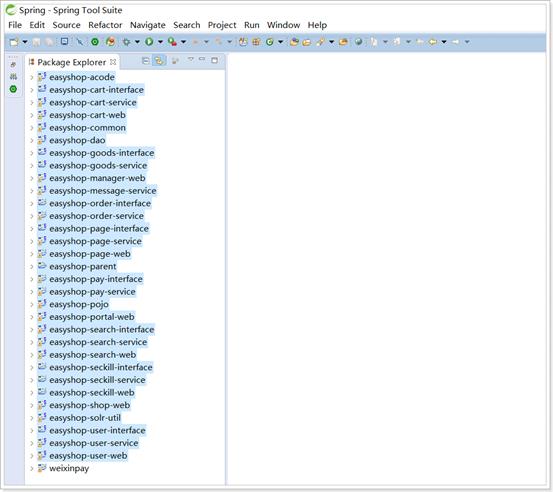 Spring - Spring Tool Suite
File Edit Source Refactor Navigate Search Project Run Window Help
Package Explorer
easyshop-acode
easyshop-cart-interface
easyshop-cart-service
easyshop-cart-web
easyshop-common
easyshop-dao
easyshop-goods-interface
easyshop-goods-service
easyshop-manager-web
easyshop-message-service
easyshop-order-interface
easyshop-order-service
easyshop-page-interface
easyshop-page-service
easyshop-page-web
easyshop-parent
easyshop-pay-interface
easyshop-pay-service
easyshop-pojo
easyshop-portal-web
easyshop-search-interface
easyshop-search-service
easyshop-search-web
easyshop-seckill-interface
easyshop-seckill-service
easyshop-seckill-web
easyshop-shop-web
easyshop-solr-util
easyshop-user-interface
easyshop-user-service
easyshop-user-web
weixinpay